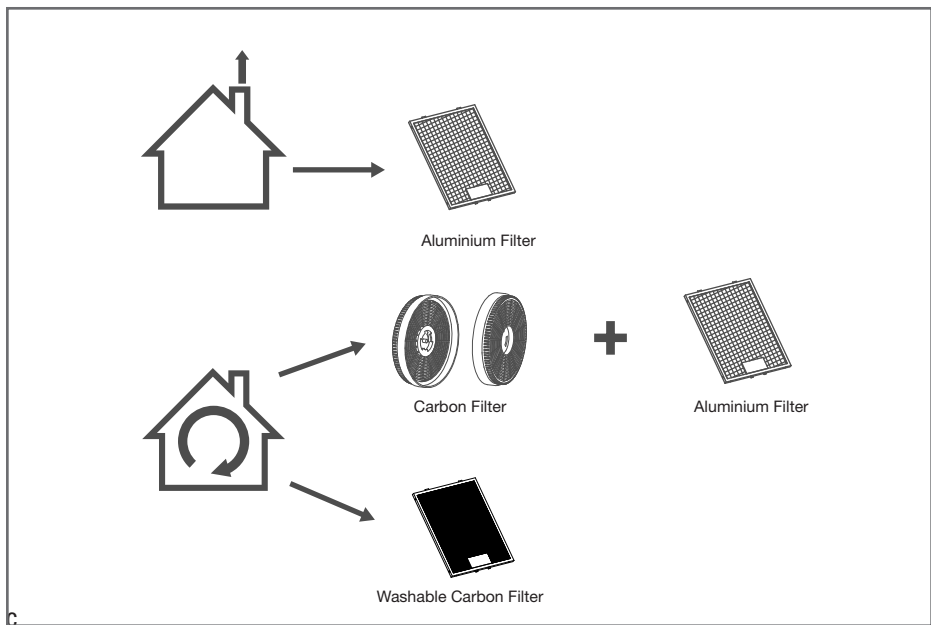 Aluminium Filter
Carbon Filter
Aluminium Filter
Washable Carbon Filter
C